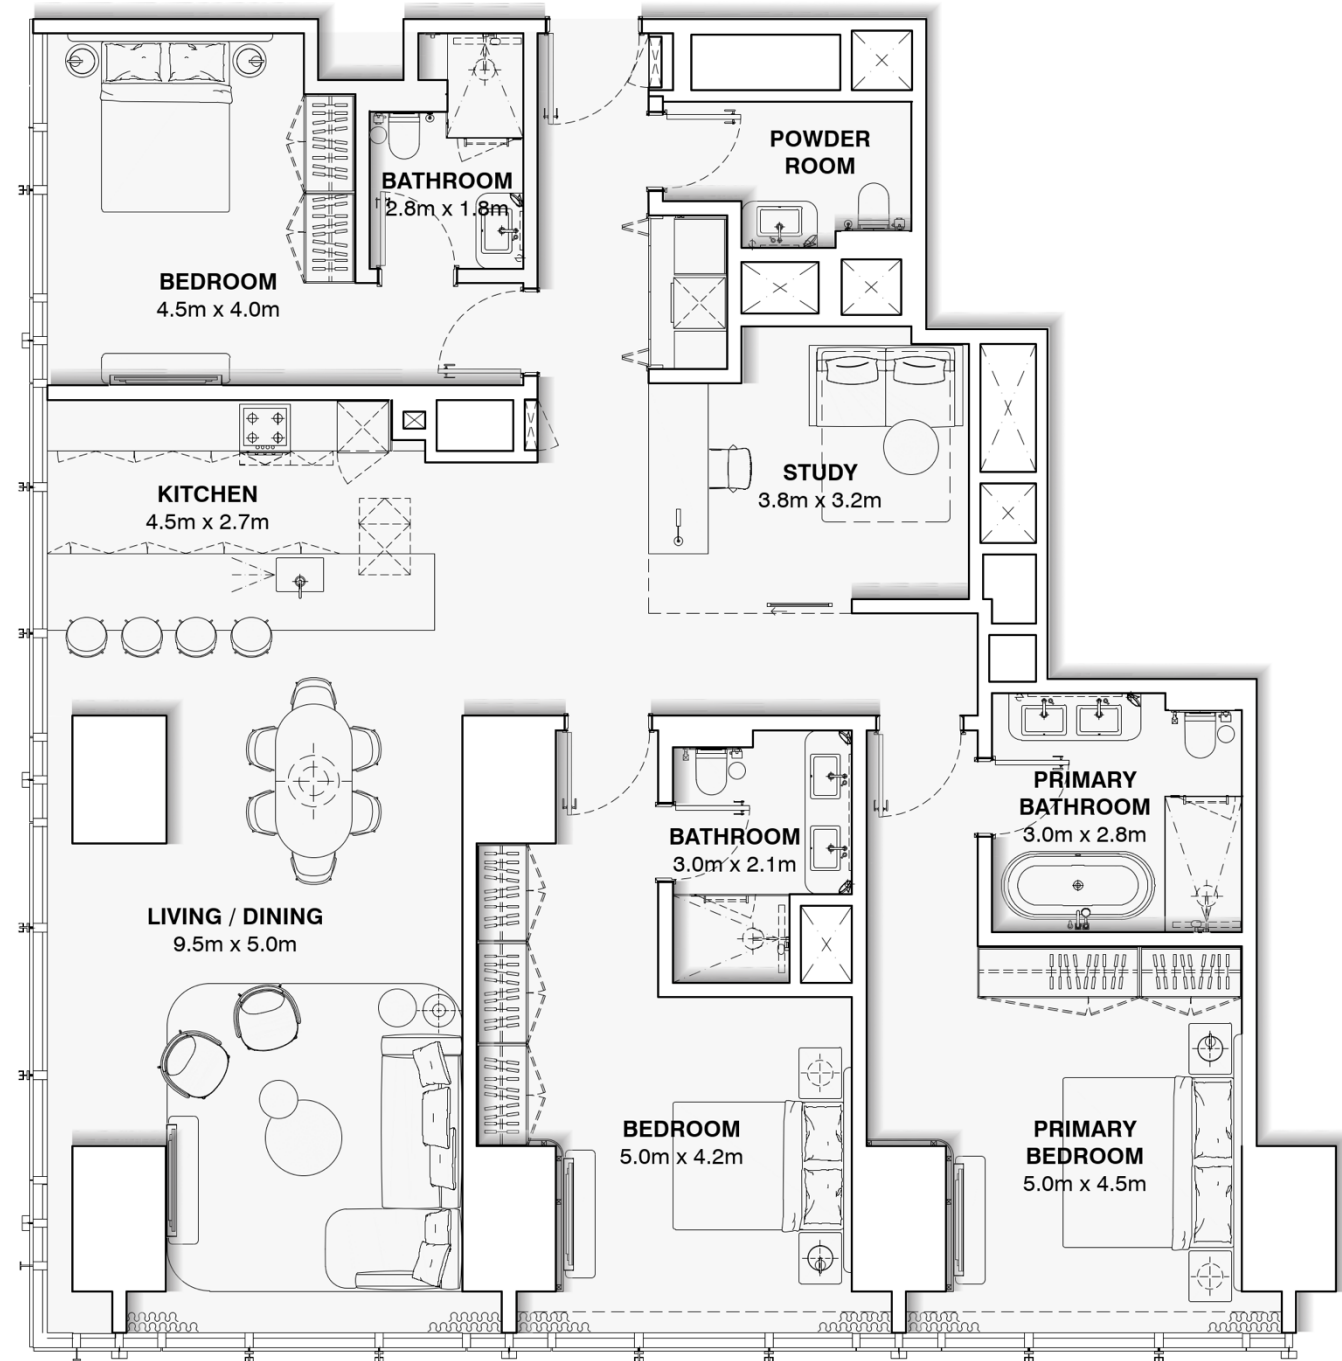 POWDER
ROOM
BATHROOM
2.8m x 1.8m
BEDROOM
4.5m x 4.0m
KITCHEN
4.5m x 2.7m
STUDY
3.8m x 3.2m
PRIMARY
BATHROOM
3.0m x 2.8m
BATHROOM
3.0m x 2.1m
LIVING / DINING
9.5m x 5.0m
BEDROOM
5.0m x 4.2m
PRIMARY
BEDROOM
5.0m x 4.5m